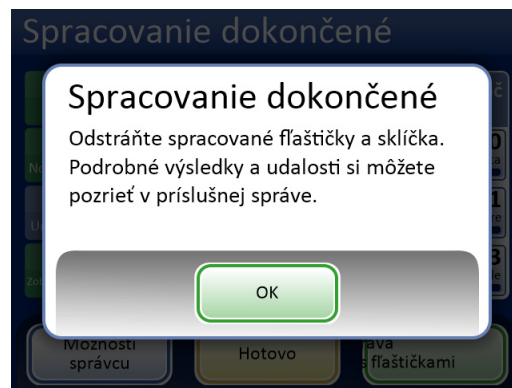 Spracovanie dokončené
Spracovanie dokončené
Odstráňte spracované fľaštičky a sklíčka.
Podrobné výsledky a udalosti si môžete
pozrieť v príslušnej správe.
OK
Možnosti
správcu
Hotovo
fľaštičkami